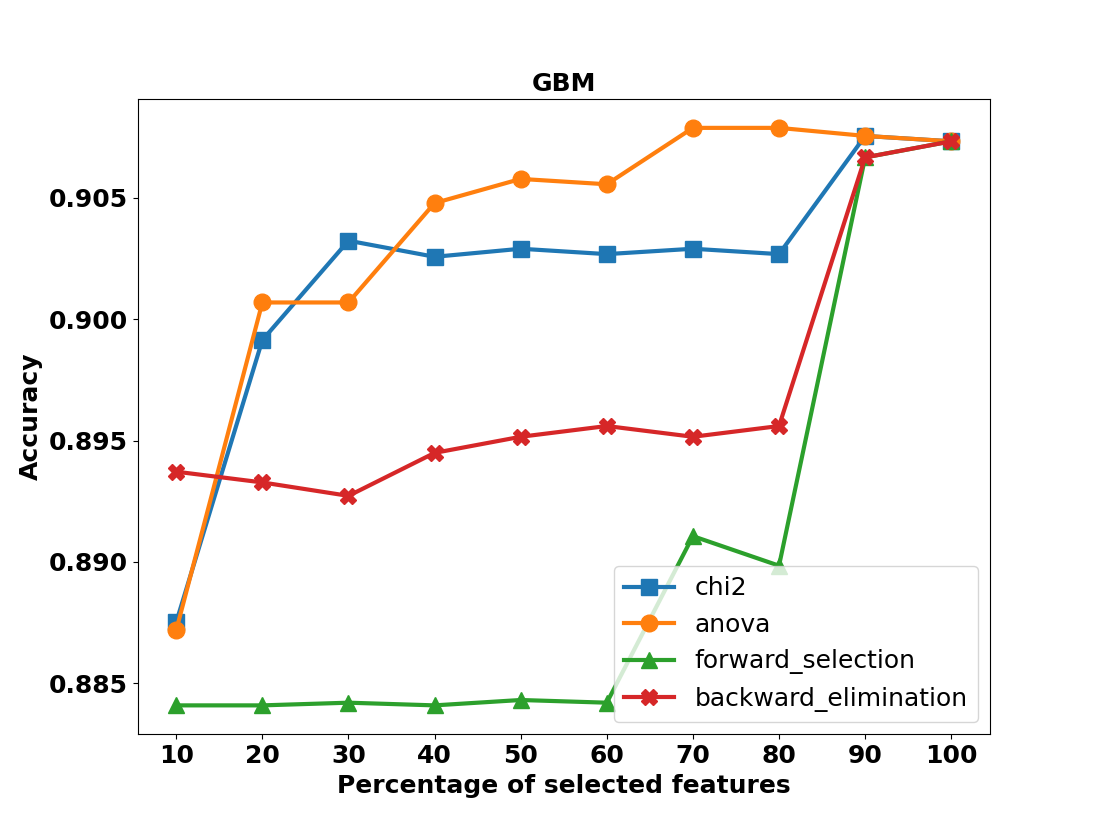 GBM
Accuracy
0.905
0.900
0.895
0.890
0.885
chi2
anova
forward_selection
backward_elimination
10 20 30 40 50 60 70 80 90 100
Percentage of selected features